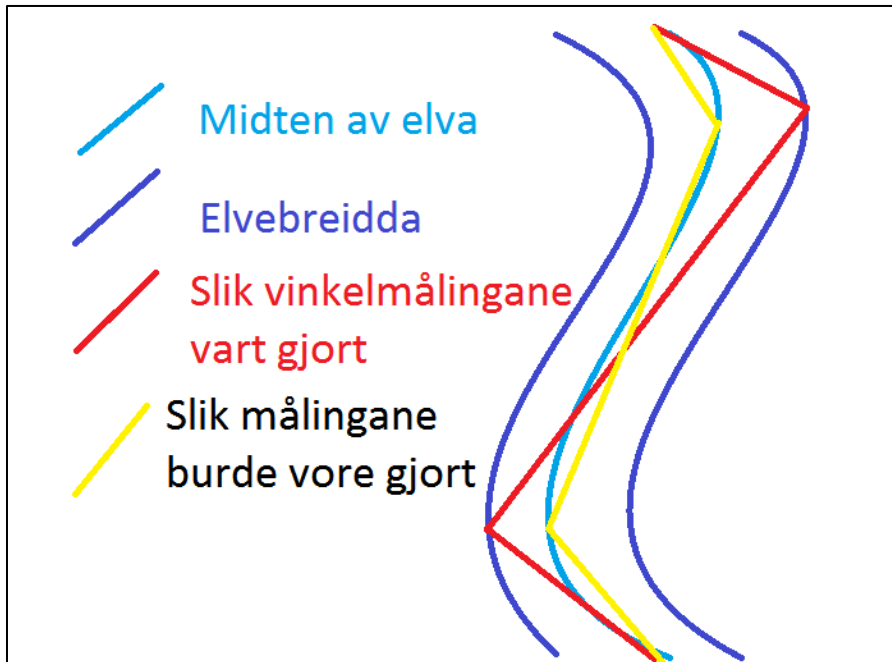 Midten av elva
Elvebreidda
Slik vinkelmålingane
vart gjort
Slik målingane
burde vore gjort